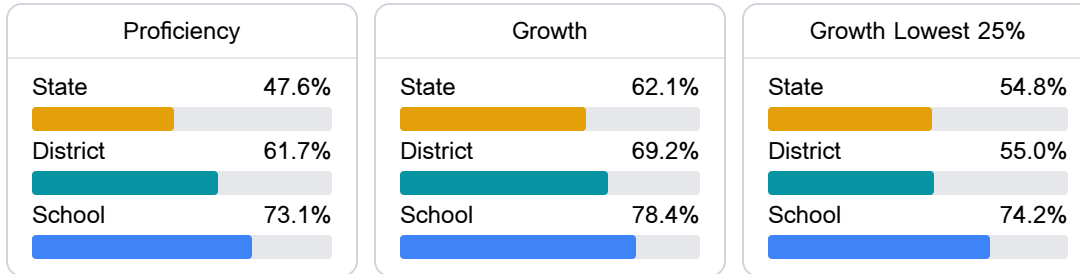 Proficiency
State 47.6%
District 61.7%
School 73.1%
Growth
State 62.1%
District 69.2%
School 78.4%
Growth Lowest 25%
State 54.8%
District 55.0%
School 74.2%